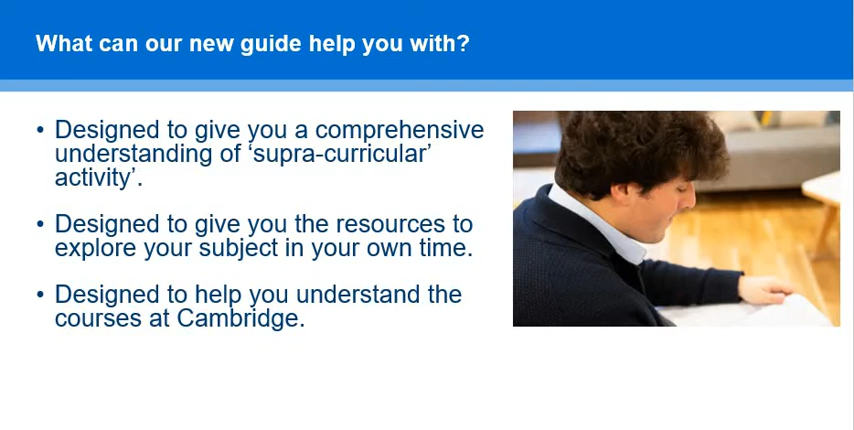 What can our new guide help you with?
• Designed to give you a comprehensive
understanding of ‘supra-curricular’
activity’.
• Designed to give you the resources to
explore your subject in your own time.
• Designed to help you understand the
courses at Cambridge.